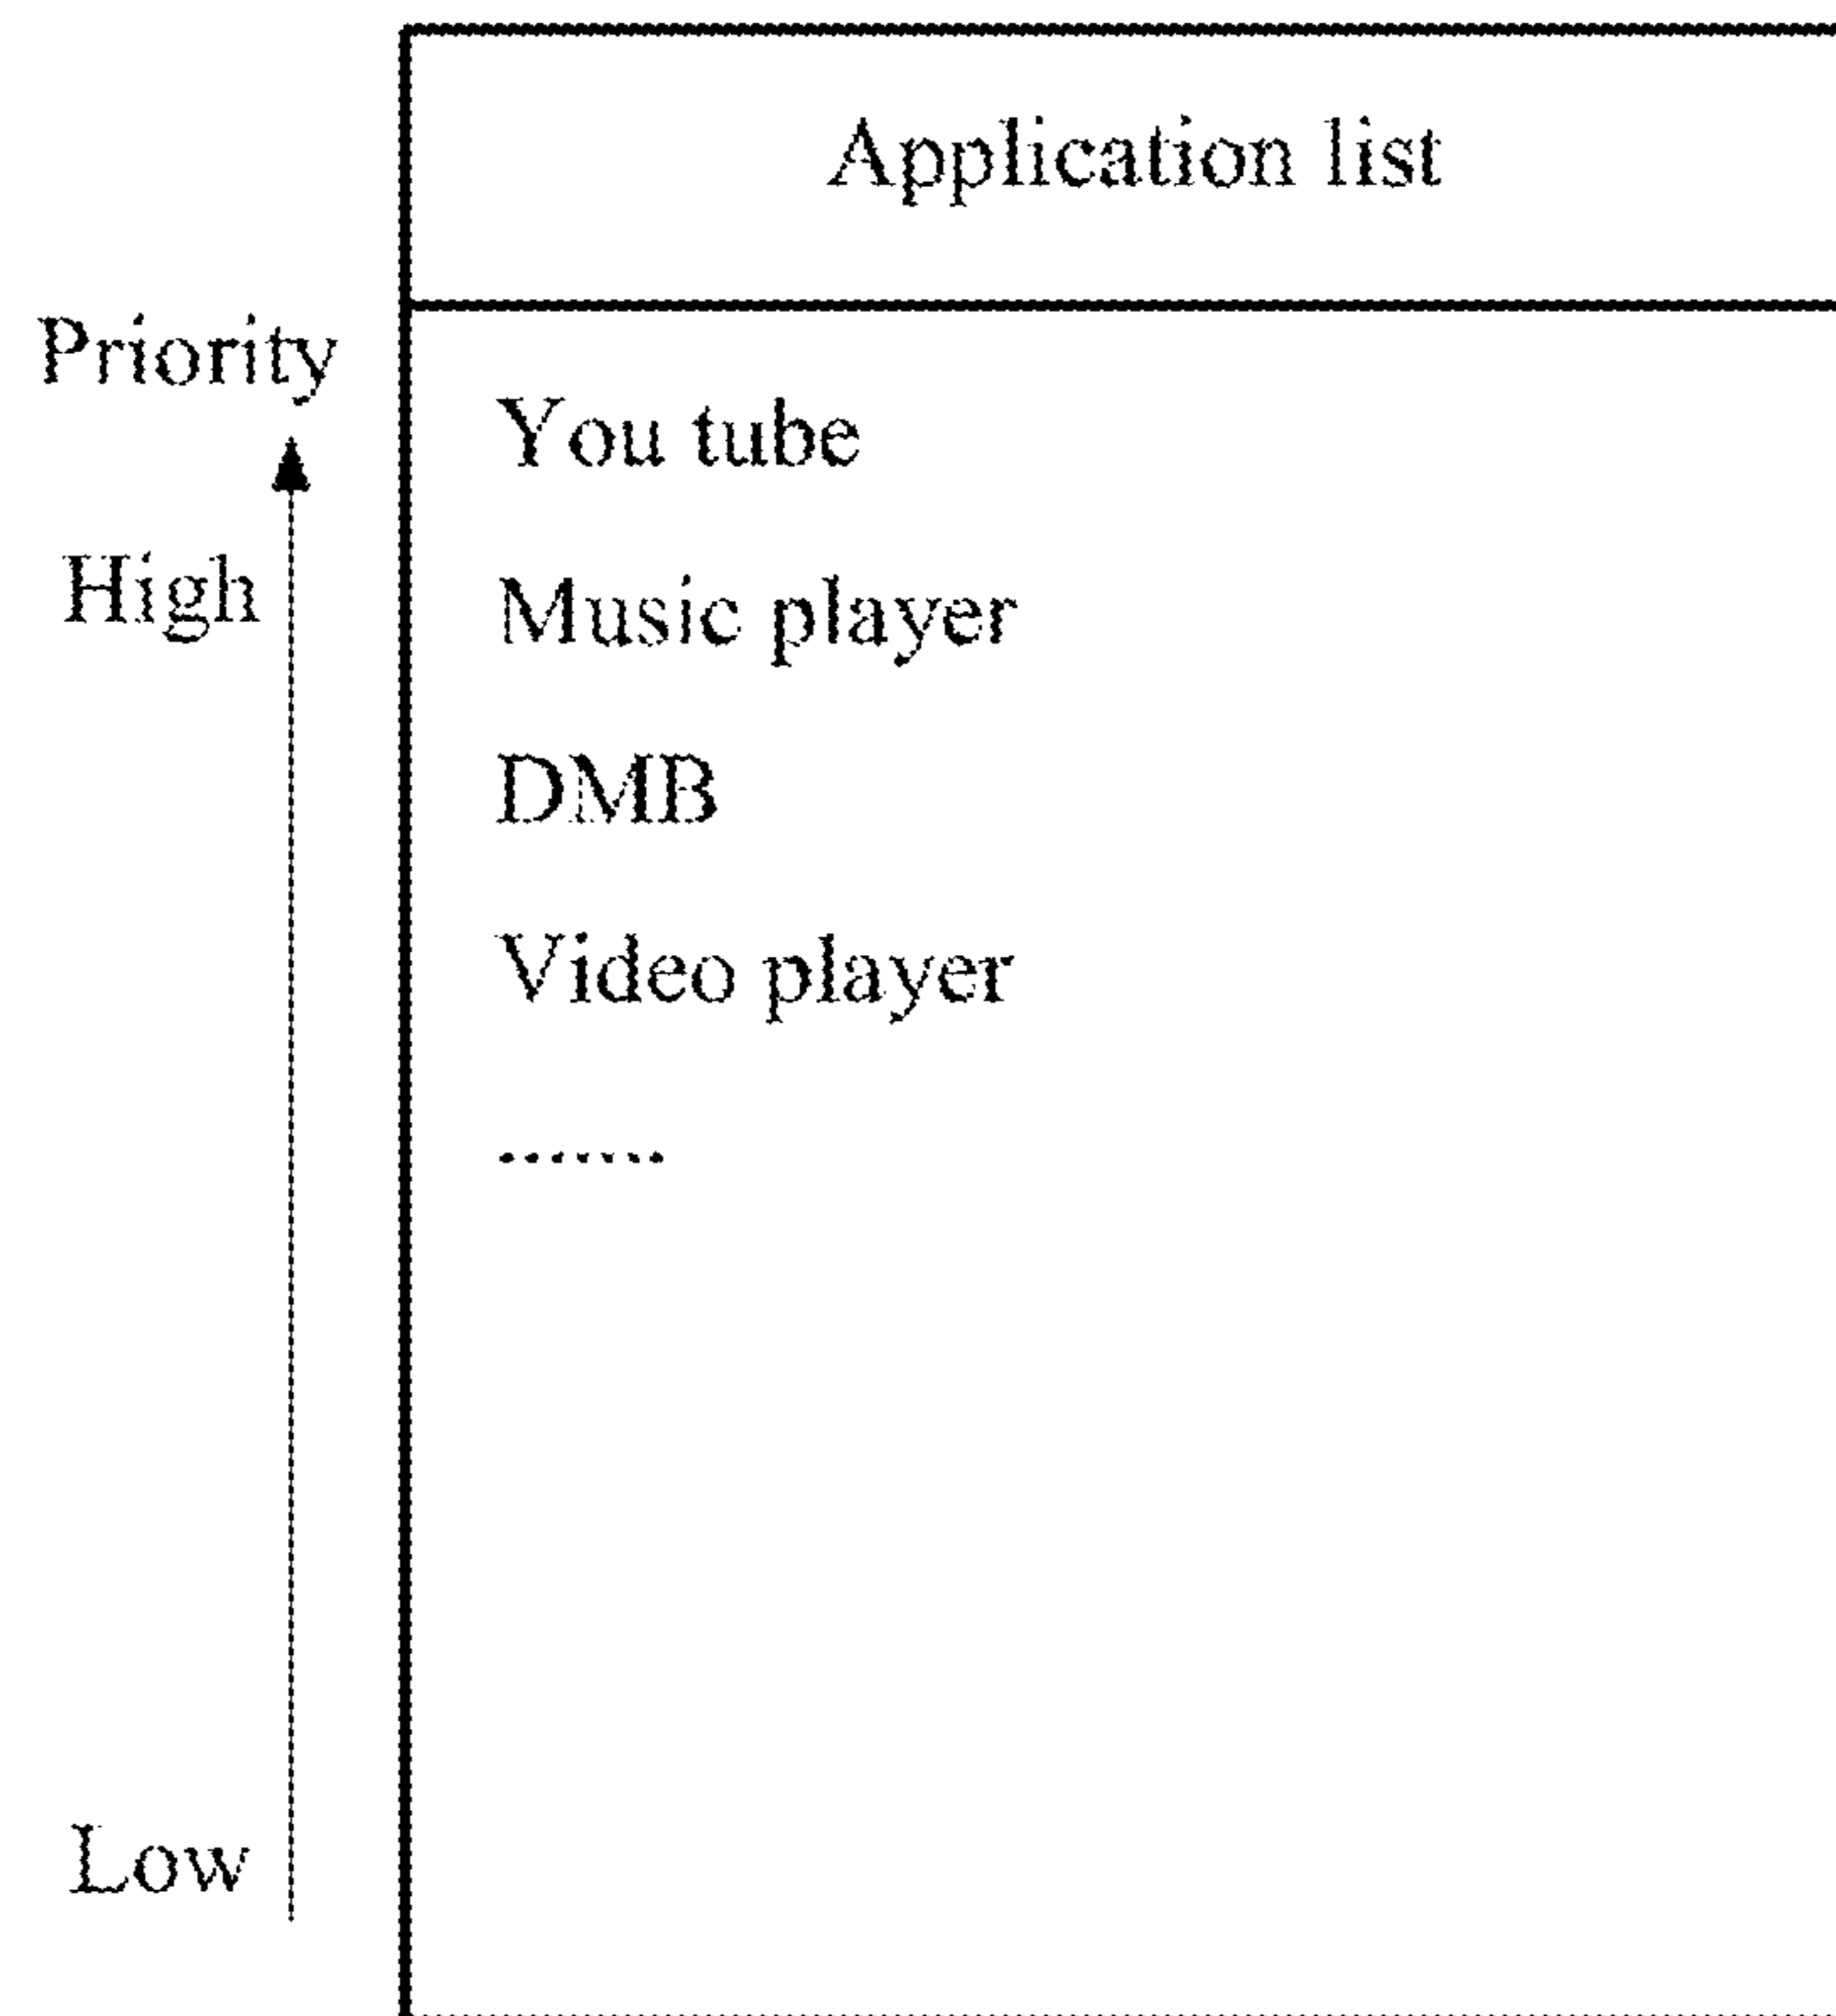 Application list
Priority
You tube
High
Music player
DMB
Video player
.......
Low